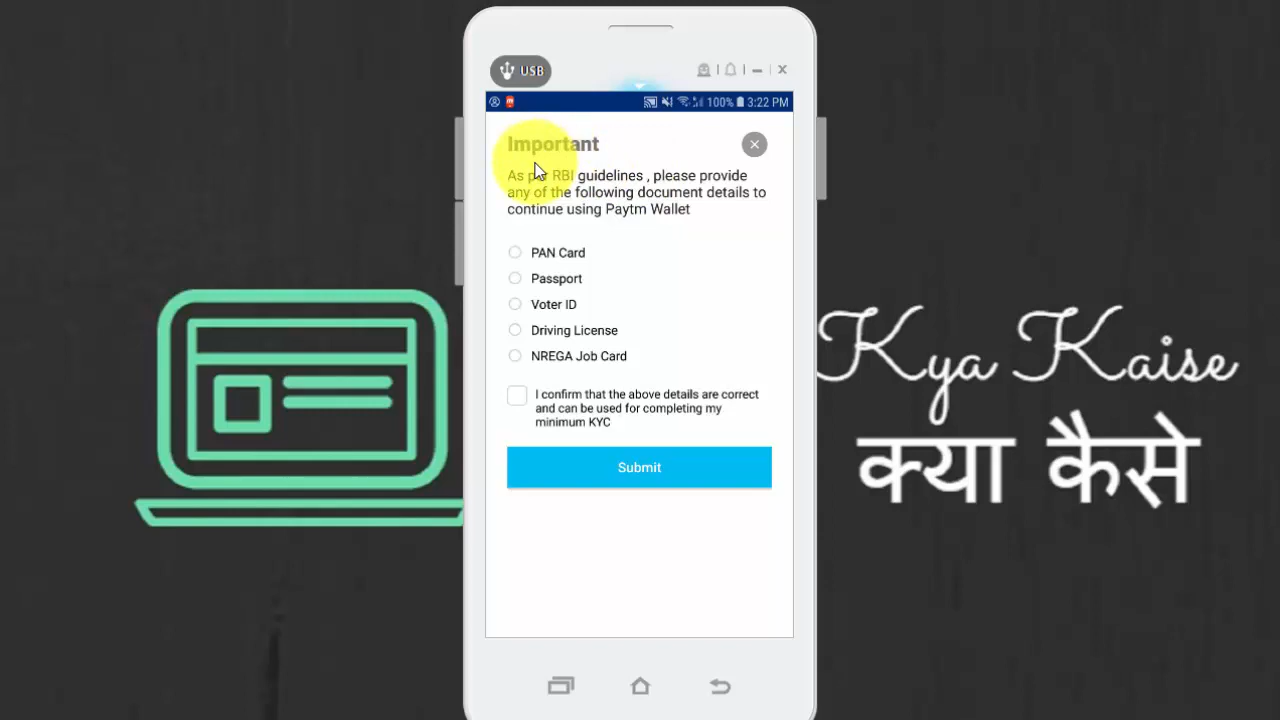 USB
100% 3:22 PM
Important
As per RBI guidelines , please provide
any of the following document details to
continue using Paytm Wallet
PAN Card
Passport
Voter ID
Driving License
NREGA Job Card
I confirm that the above details are correct
and can be used for completing my
minimum KYC
Submit
Kya Kaise
क्या कैसे